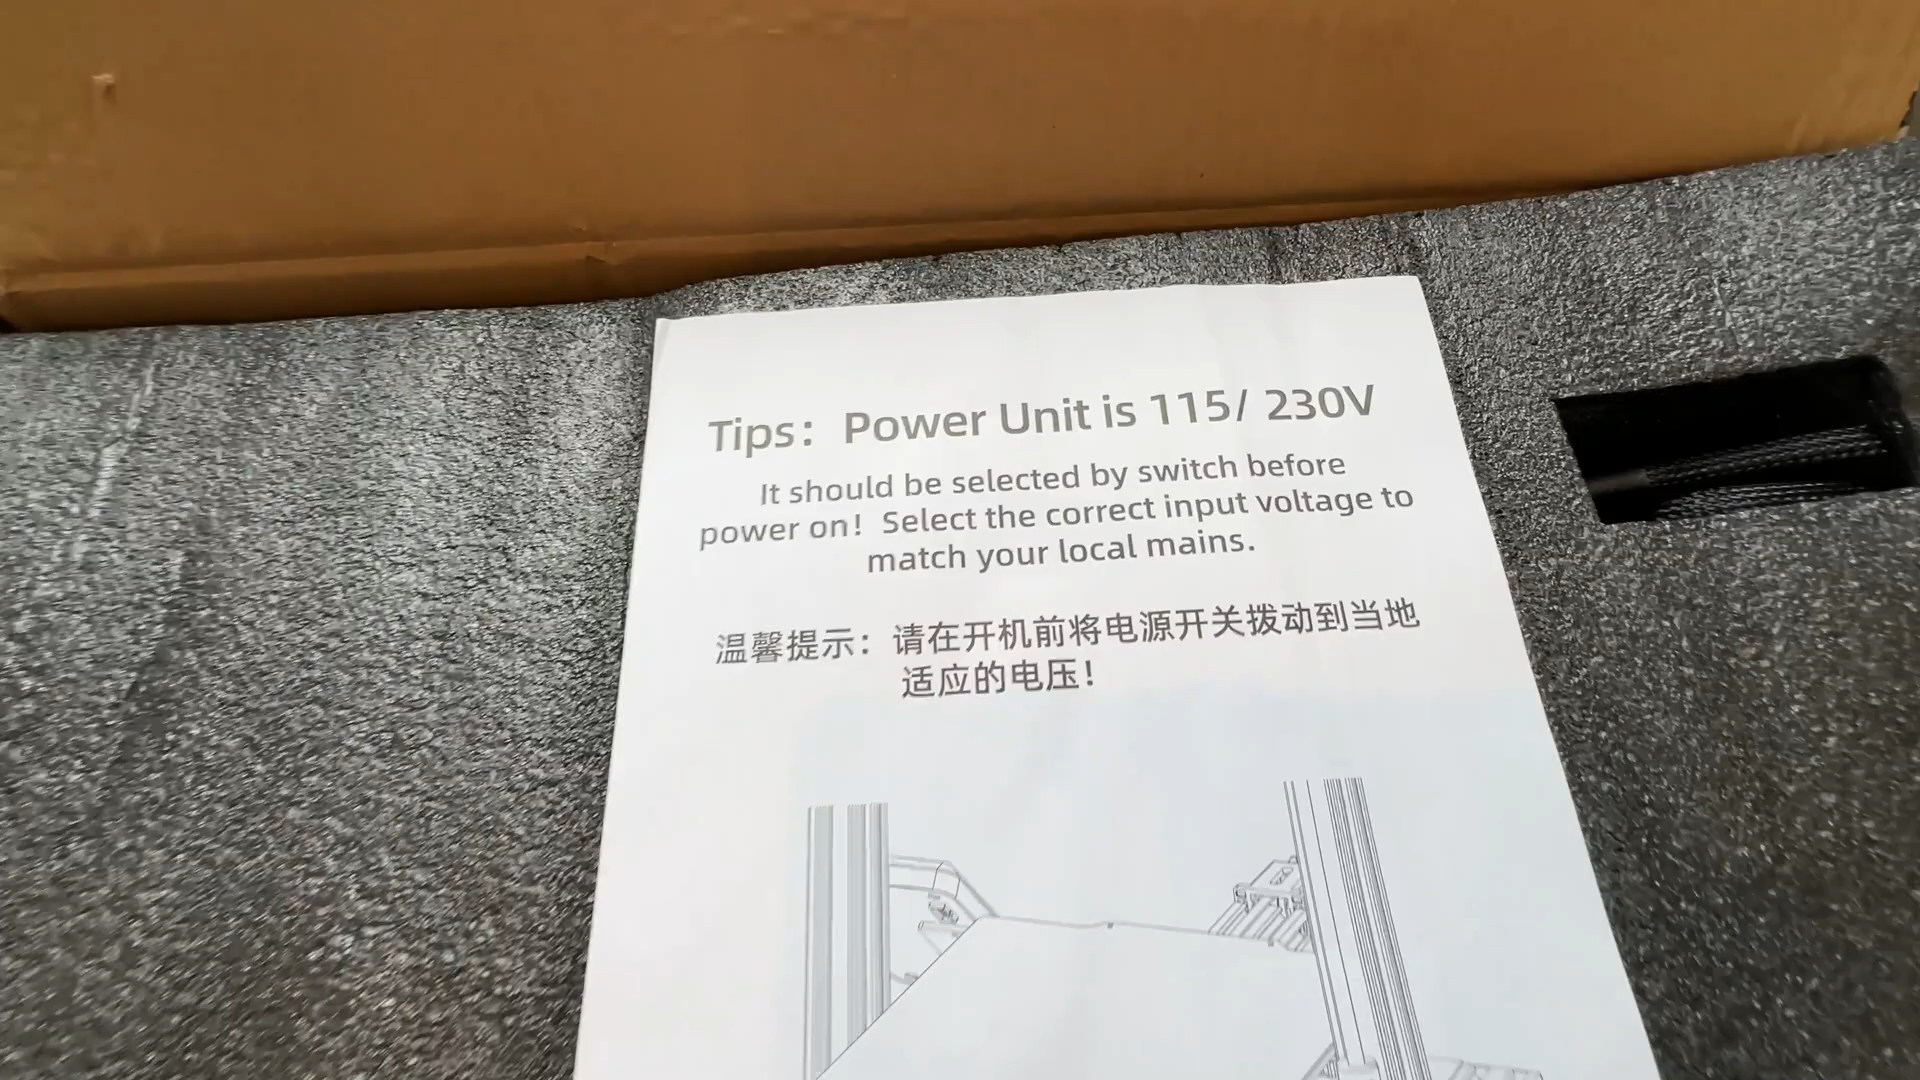 Tips: Power Unit is 115/ 230V
It should be selected by switch before
power on! Select the correct input voltage to
match your local mains.
温馨提示：请在开机前将电源开关拨动到当地
适应的电压！